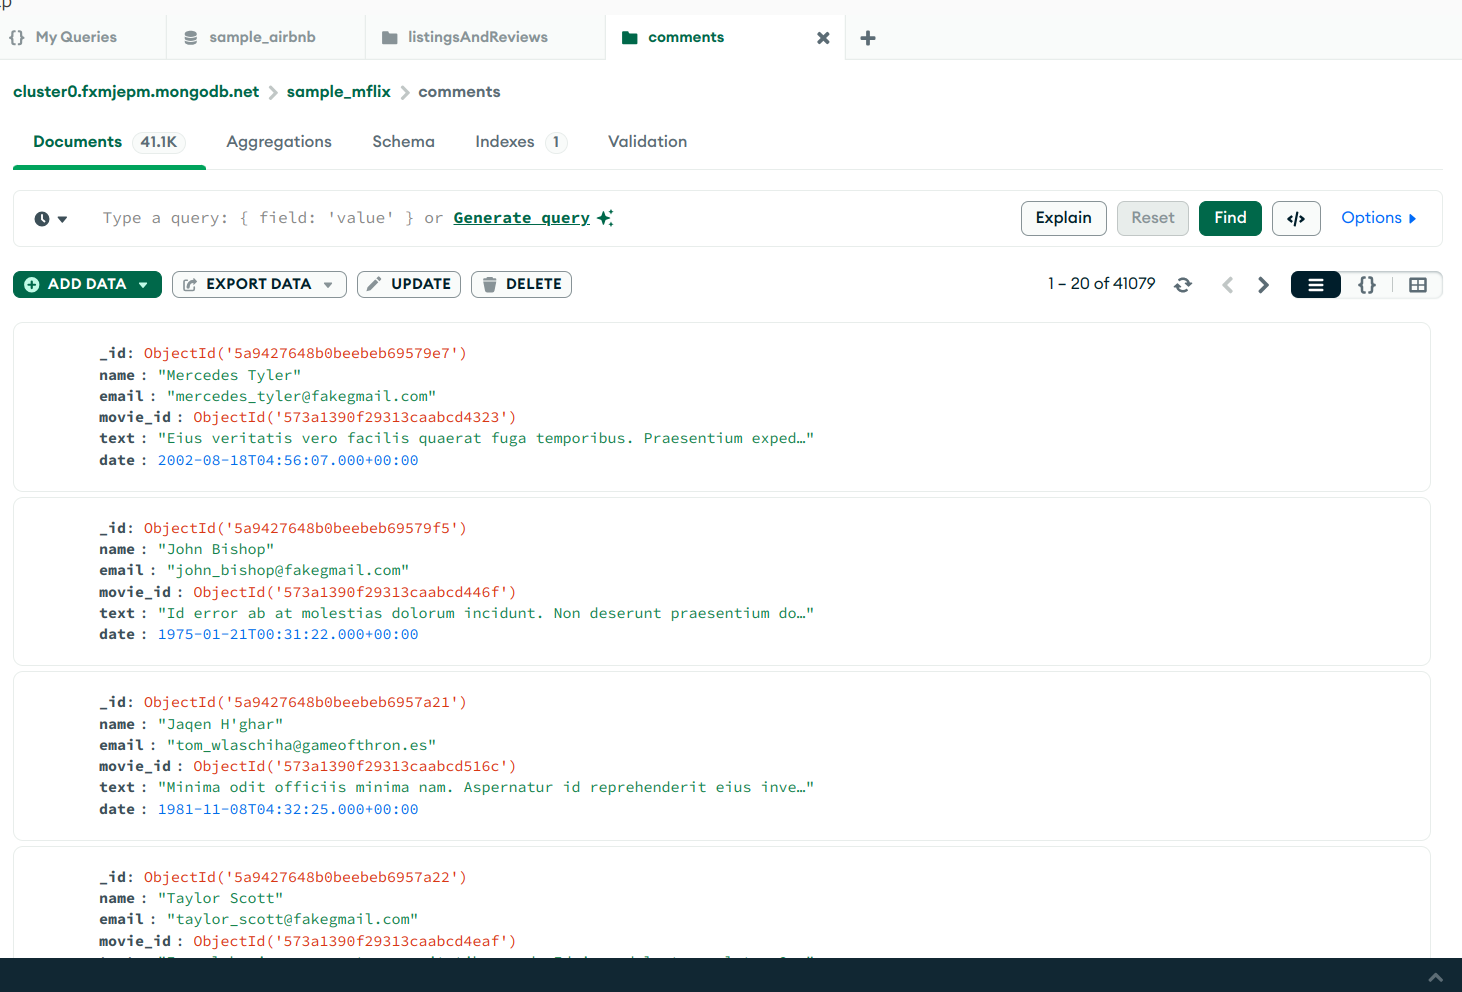 My Queries
sample_airbnb
listingsAndReviews
comments
cluster0.fxmjepm.mongodb.net > sample_mflix > comments
Documents 41.1K
Aggregations
Schema
Indexes 1
Validation
Type a query: { field: 'value' } or Generate query
Explain
Reset
Find
</>
Options
ADD DATA
EXPORT DATA
UPDATE
DELETE
1 – 20 of 41079
{}
_id: ObjectId('5a9427648b0beebeb69579e7')
name : "Mercedes Tyler"
email : "mercedes_tyler@fakegmail.com"
movie_id : ObjectId('573a1390f29313caabcd4323')
text : "Eius veritatis vero facilis quaerat fuga temporibus. Praesentium exped…"
date : 2002-08-18T04:56:07.000+00:00
_id: ObjectId('5a9427648b0beebeb69579f5')
name : "John Bishop"
email : "john_bishop@fakegmail.com"
movie_id : ObjectId('573a1390f29313caabcd446f')
text : "Id error ab at molestias dolorum incidunt. Non deserunt praesentium do…"
date : 1975-01-21T00:31:22.000+00:00
_id: ObjectId('5a9427648b0beebeb6957a21')
name : "Jaqen H'ghar"
email : "tom_wlaschiha@gameofthron.es"
movie_id : ObjectId('573a1390f29313caabcd516c')
text : "Minima odit officiis minima nam. Aspernatur id reprehenderit eius inve…"
date : 1981-11-08T04:32:25.000+00:00
_id: ObjectId('5a9427648b0beebeb6957a22')
name : "Taylor Scott"
email : "taylor_scott@fakegmail.com"
movie_id : ObjectId('573a1390f29313caabcd4eaf')